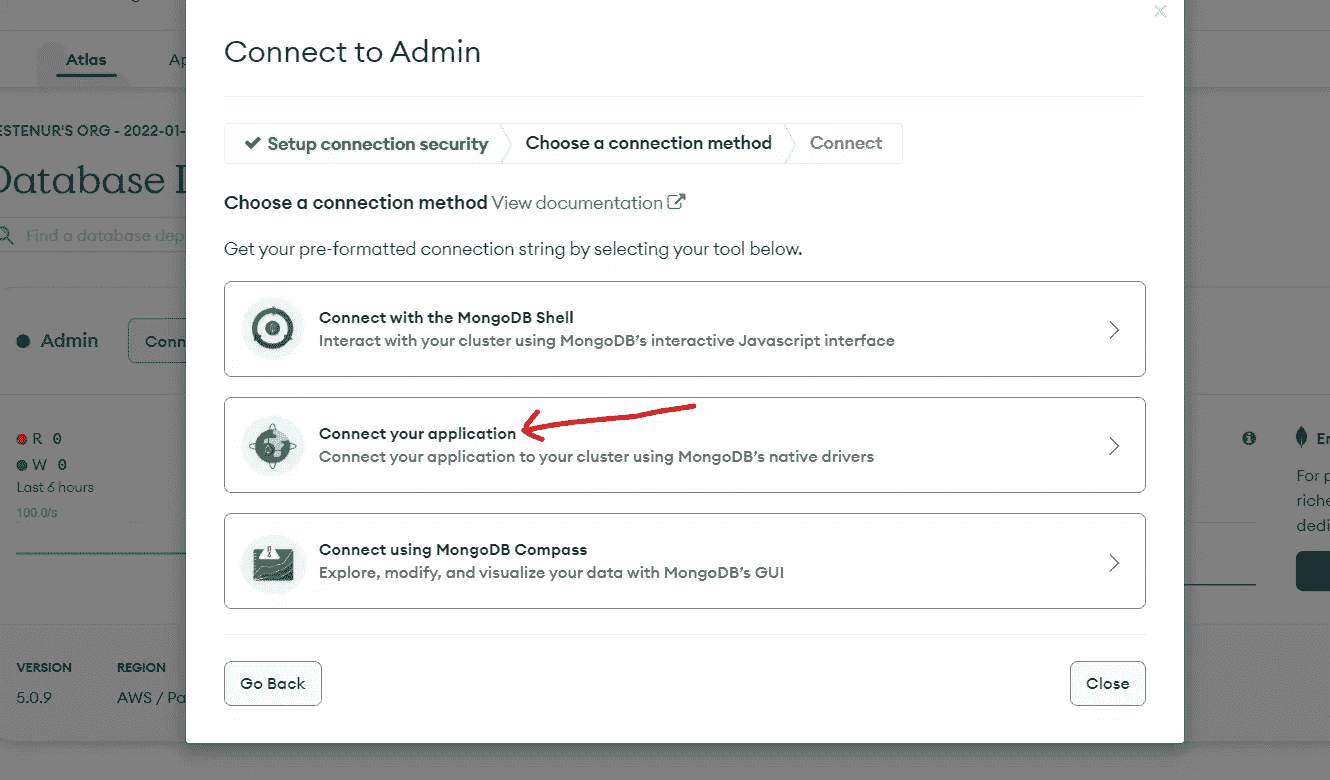 Connect to Admin
Atlas
Setup connection security
Choose a connection method
Connect
ESTENUR'S ORG - 2022-01-
Database
Choose a connection method View documentation
Find a database dep
Get your pre-formatted connection string by selecting your tool below.
Connect with the MongoDB Shell
Interact with your cluster using MongoDB's interactive Javascript interface
Admin
Conn
Connect your application
Connect your application to your cluster using MongoDB's native drivers
R 0
W 0
Last 6 hours
100.0/s
For
Connect using MongoDB Compass
Explore, modify, and visualize your data with MongoDB's GUI
VERSION
REGION
5.0.9
AWS / Pa
Go Back
Close